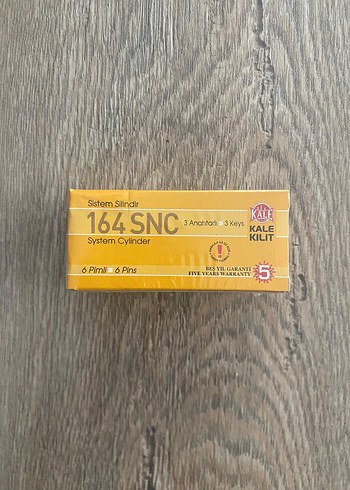 Sistem Silindir
164 SNC
3 Anahtarlı 3 Keys
System Cylinder
KALE
KALE
KILIT
6 Pimli 6 Pins
BEŞ YIL GARANTİ
FIVE YEARS WARRANTY
5